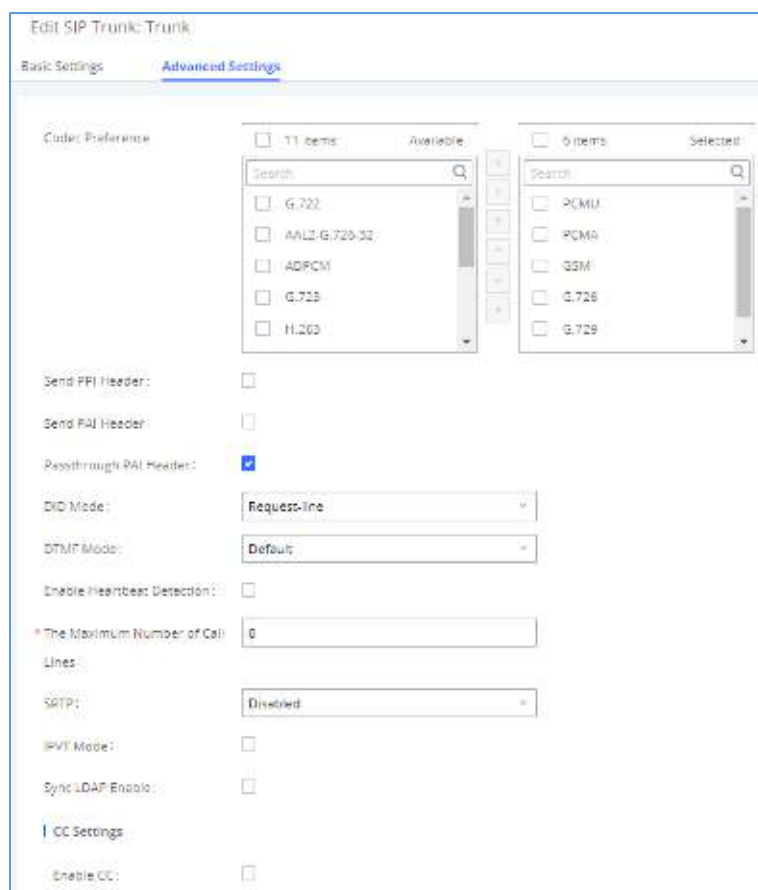 Edit SIP Trunk: Trunk
Basic Settings Advanced Settings
Codec Preference
11 items Available
Search
G.722
AAL2-G.726-32
ADPCM
G.723
H.263
6 items Selected
Search
PCMU
PCMA
GSM
G.726
G.729
Send PPI Header:
Send PAI Header
Passthrough PAI Header:
DID Mode: Request-line
DTMF Mode: Default
Enable Heartbeat Detection:
* The Maximum Number of Call 0
Lines
SRTP: Disabled
IPVT Mode:
Sync LDAP Enable:
CC Settings
Enable CC: